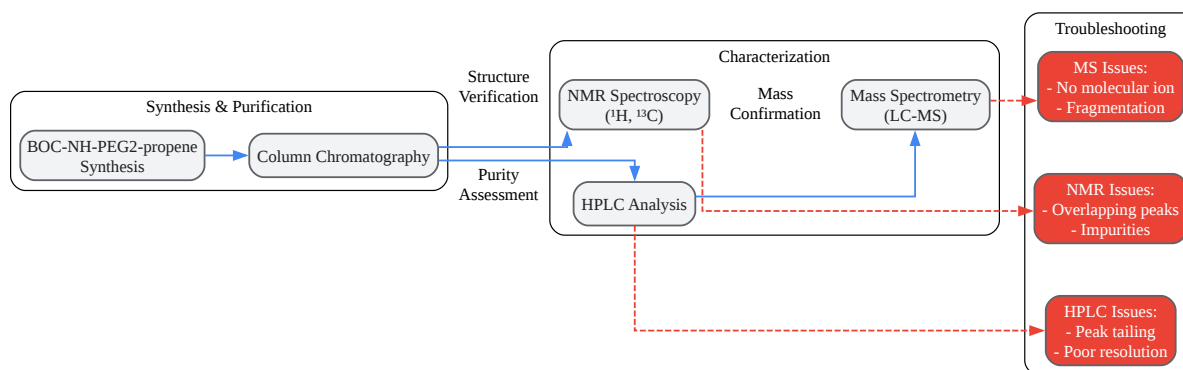 Synthesis & Purification
BOC-NH-PEG2-propene
Synthesis
Column Chromatography
Structure
Verification
Purity
Assessment
Characterization
NMR Spectroscopy
(¹H, ¹³C)
Mass
Confirmation
Mass Spectrometry
(LC-MS)
HPLC Analysis
Troubleshooting
MS Issues:
- No molecular ion
- Fragmentation
NMR Issues:
- Overlapping peaks
- Impurities
HPLC Issues:
- Peak tailing
- Poor resolution